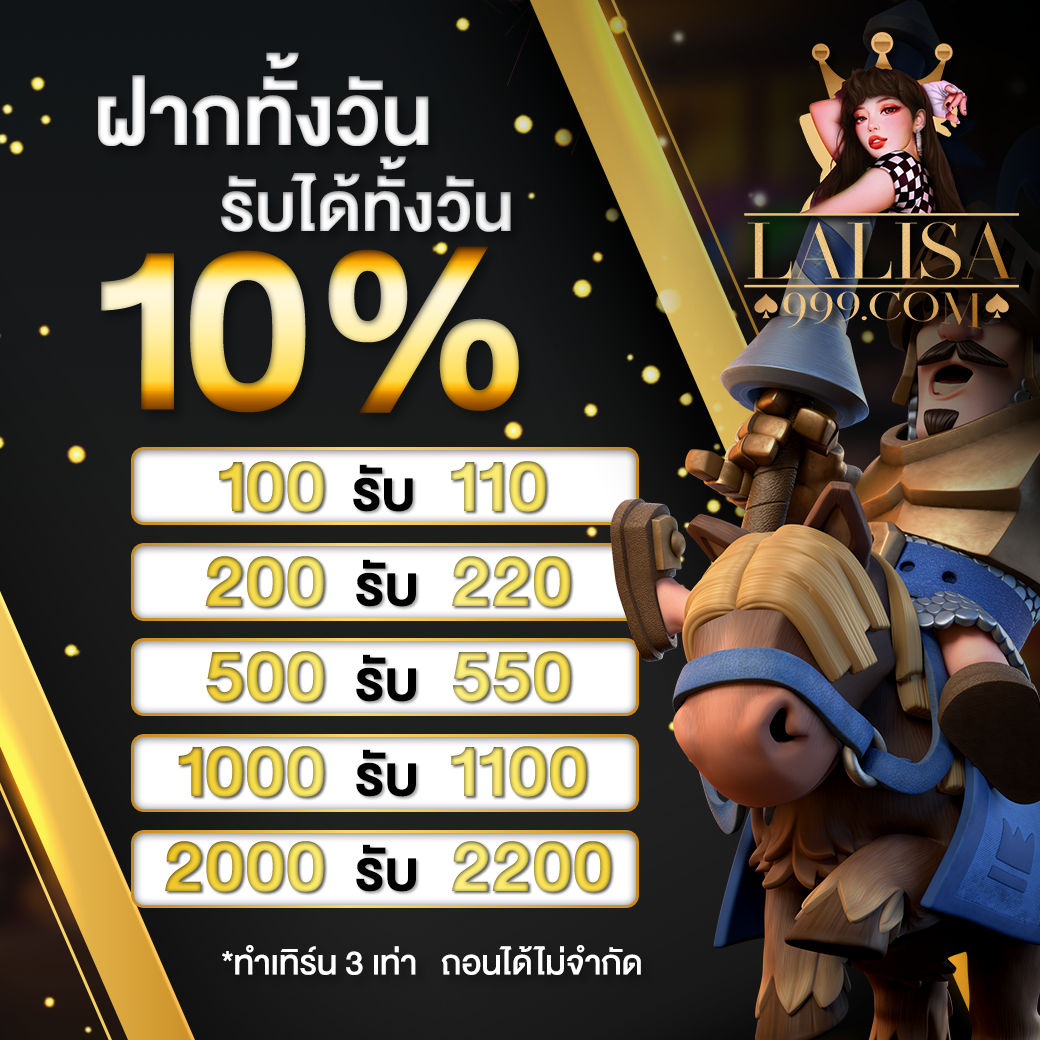 ฝากทั้งวัน
รับได้ทั้งวัน
10%
LALISA
999.COM
100 รับ 110
200 รับ 220
500 รับ 550
1000 รับ 1100
2000 รับ 2200
*ทำเทิร์น 3 เท่า ถอนได้ไม่จำกัด